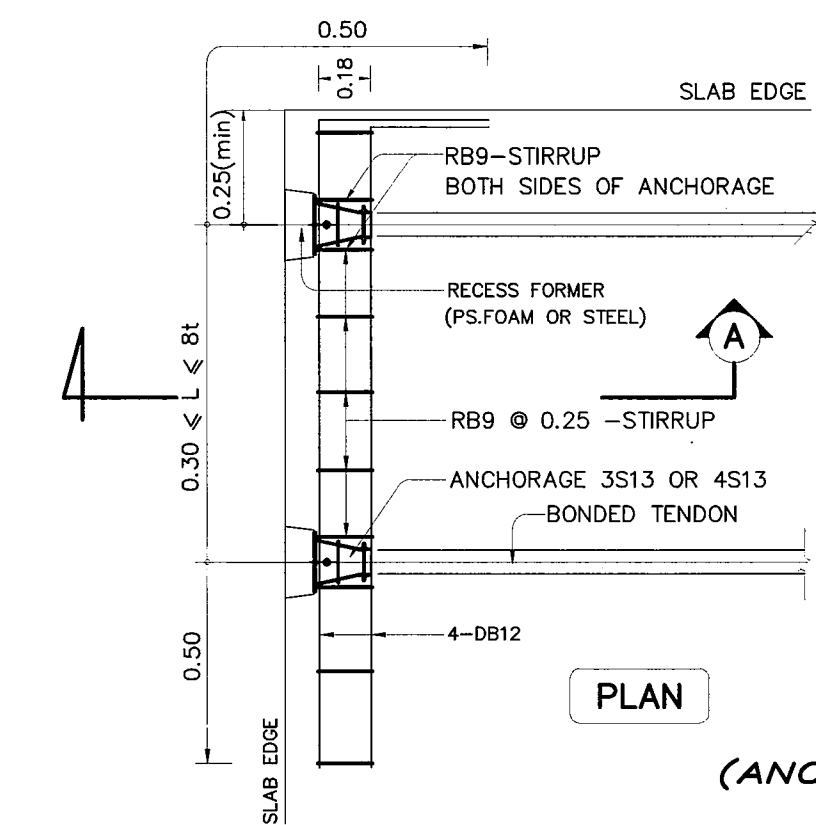 0.50
0.18
SLAB EDGE
0.25(min)
RB9-STIRRUP
BOTH SIDES OF ANCHORAGE
RECESS FORMER
(PS.FOAM OR STEEL)
A
0.30 ⩽ L ⩽ 8t
RB9 @ 0.25 -STIRRUP
ANCHORAGE 3S13 OR 4S13
BONDED TENDON
4-DB12
0.50
PLAN
SLAB EDGE
(ANC